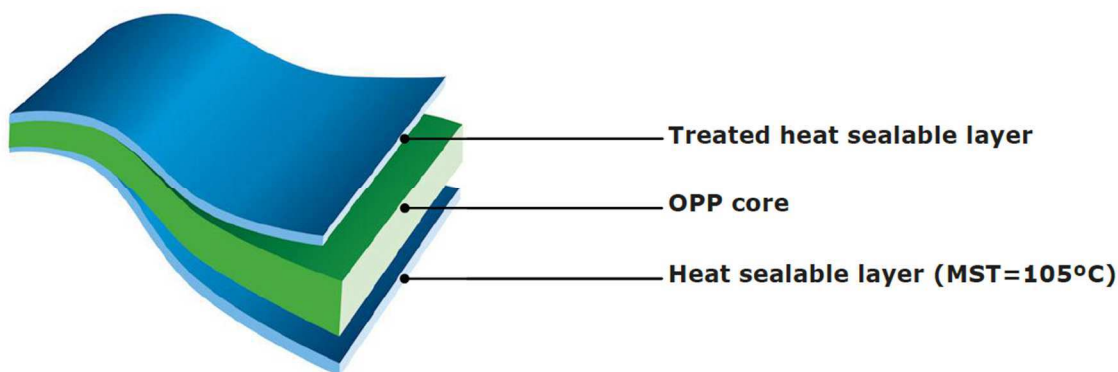 Treated heat sealable layer
OPP core
Heat sealable layer (MST=105ºC)